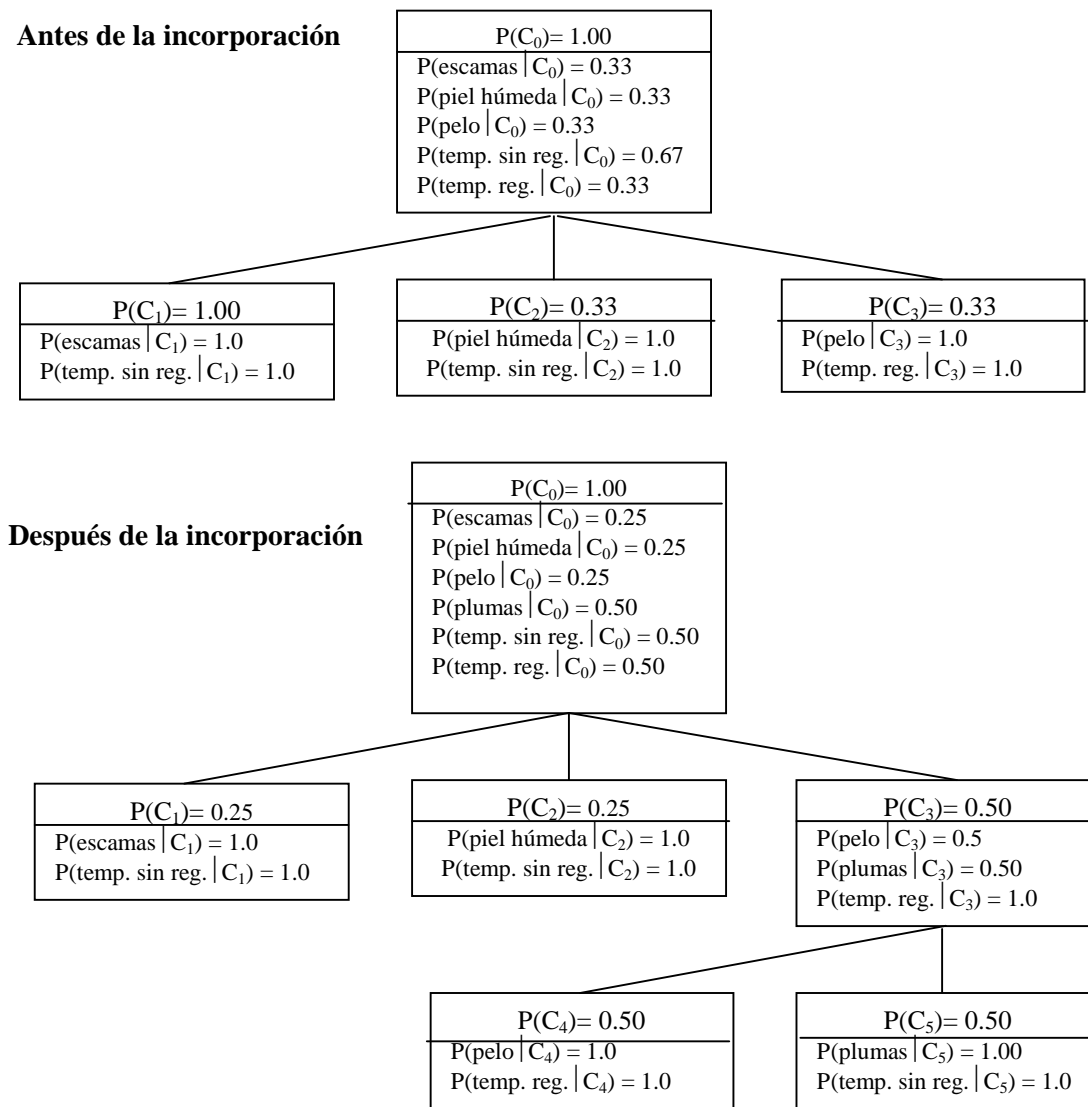 Antes de la incorporación
P(C₀)= 1.00
P(escamas│C₀) = 0.33
P(piel húmeda│C₀) = 0.33
P(pelo│C₀) = 0.33
P(temp. sin reg.│C₀) = 0.67
P(temp. reg.│C₀) = 0.33
P(C₁)= 1.00
P(escamas│C₁) = 1.0
P(temp. sin reg.│C₁) = 1.0
P(C₂)= 0.33
P(piel húmeda│C₂) = 1.0
P(temp. sin reg.│C₂) = 1.0
P(C₃)= 0.33
P(pelo│C₃) = 1.0
P(temp. reg.│C₃) = 1.0
Después de la incorporación
P(C₀)= 1.00
P(escamas│C₀) = 0.25
P(piel húmeda│C₀) = 0.25
P(pelo│C₀) = 0.25
P(plumas│C₀) = 0.50
P(temp. sin reg.│C₀) = 0.50
P(temp. reg.│C₀) = 0.50
P(C₁)= 0.25
P(escamas│C₁) = 1.0
P(temp. sin reg.│C₁) = 1.0
P(C₂)= 0.25
P(piel húmeda│C₂) = 1.0
P(temp. sin reg.│C₂) = 1.0
P(C₃)= 0.50
P(pelo│C₃) = 0.5
P(plumas│C₃) = 0.50
P(temp. reg.│C₃) = 1.0
P(C₄)= 0.50
P(pelo│C₄) = 1.0
P(temp. reg.│C₄) = 1.0
P(C₅)= 0.50
P(plumas│C₅) = 1.00
P(temp. sin reg.│C₅) = 1.0